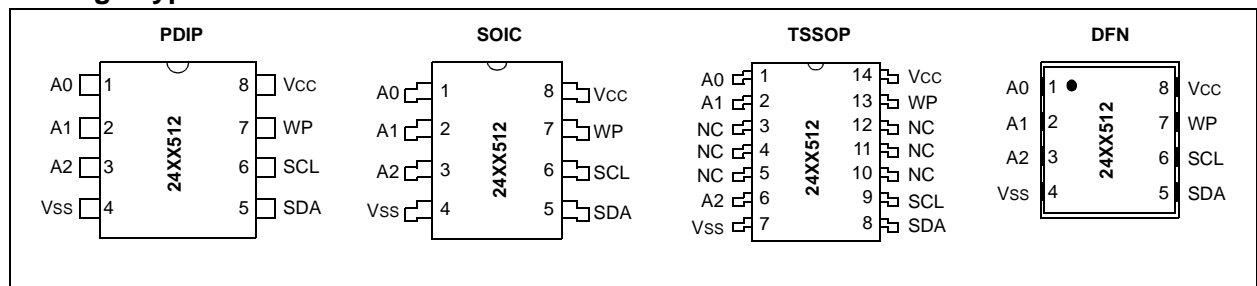 PDIP
A0 1 8 VCC
A1 2 7 WP
A2 3 6 SCL
VSS 4 5 SDA
24XX512
SOIC
A0 1 8 VCC
A1 2 7 WP
A2 3 6 SCL
VSS 4 5 SDA
24XX512
TSSOP
A0 1 14 VCC
A1 2 13 WP
NC 3 12 NC
NC 4 11 NC
NC 5 10 NC
A2 6 9 SCL
VSS 7 8 SDA
24XX512
DFN
A0 1 8 VCC
A1 2 7 WP
A2 3 6 SCL
VSS 4 5 SDA
24XX512